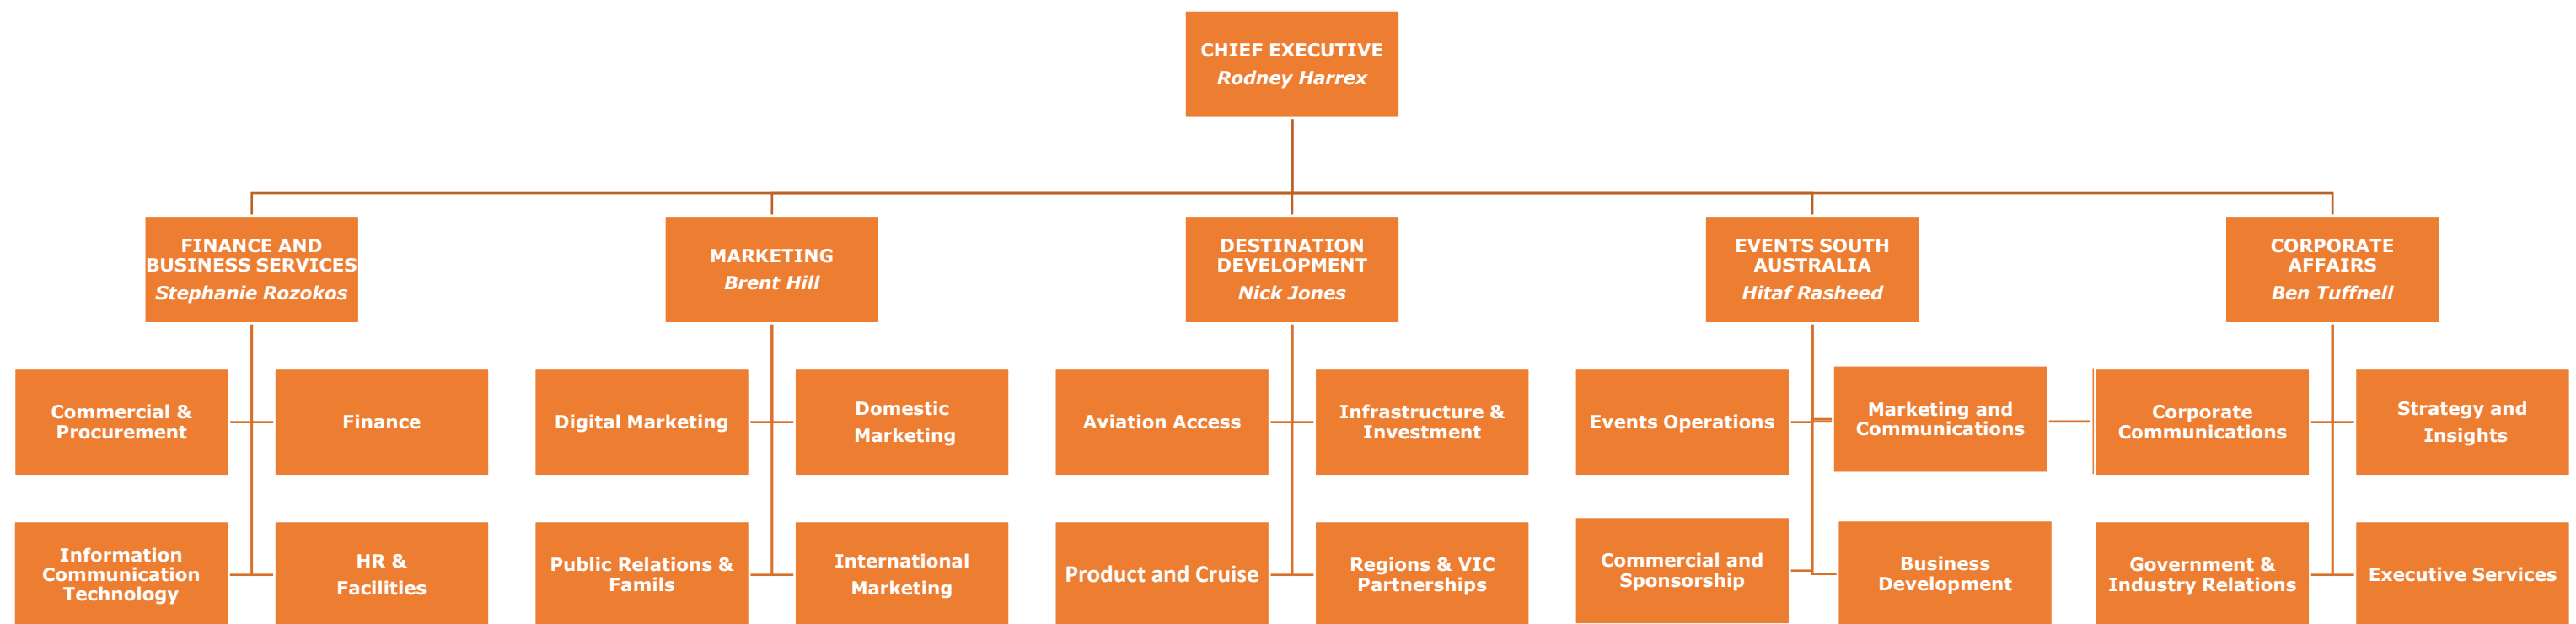 CHIEF EXECUTIVE
Rodney Harrex
FINANCE AND
BUSINESS SERVICES
Stephanie Rozokos
MARKETING
Brent Hill
DESTINATION
DEVELOPMENT
Nick Jones
EVENTS SOUTH
AUSTRALIA
Hitaf Rasheed
CORPORATE
AFFAIRS
Ben Tuffnell
Commercial &
Procurement
Finance
Digital Marketing
Domestic
Marketing
Aviation Access
Infrastructure &
Investment
Events Operations
Marketing and
Communications
Corporate
Communications
Strategy and
Insights
Information
Communication
Technology
HR &
Facilities
Public Relations &
Famils
International
Marketing
Product and Cruise
Regions & VIC
Partnerships
Commercial and
Sponsorship
Business
Development
Government &
Industry Relations
Executive Services